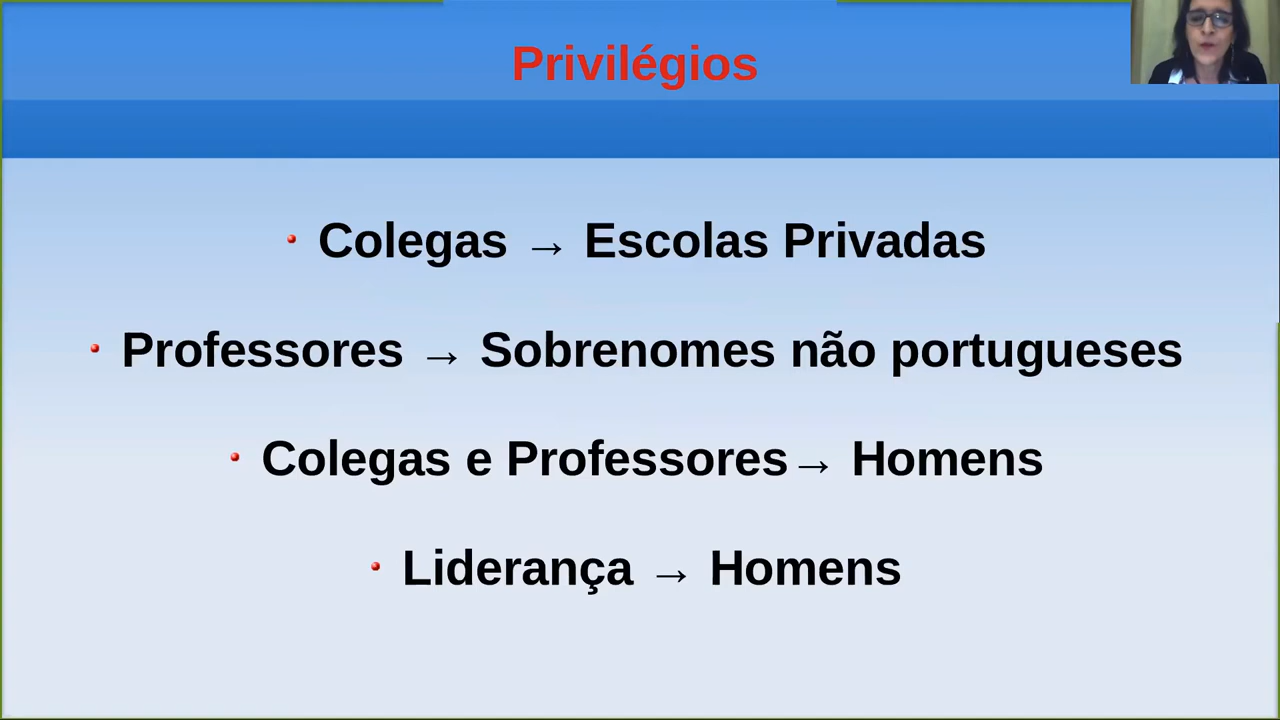 Privilégios
• Colegas → Escolas Privadas
• Professores → Sobrenomes não portugueses
• Colegas e Professores→ Homens
• Liderança → Homens